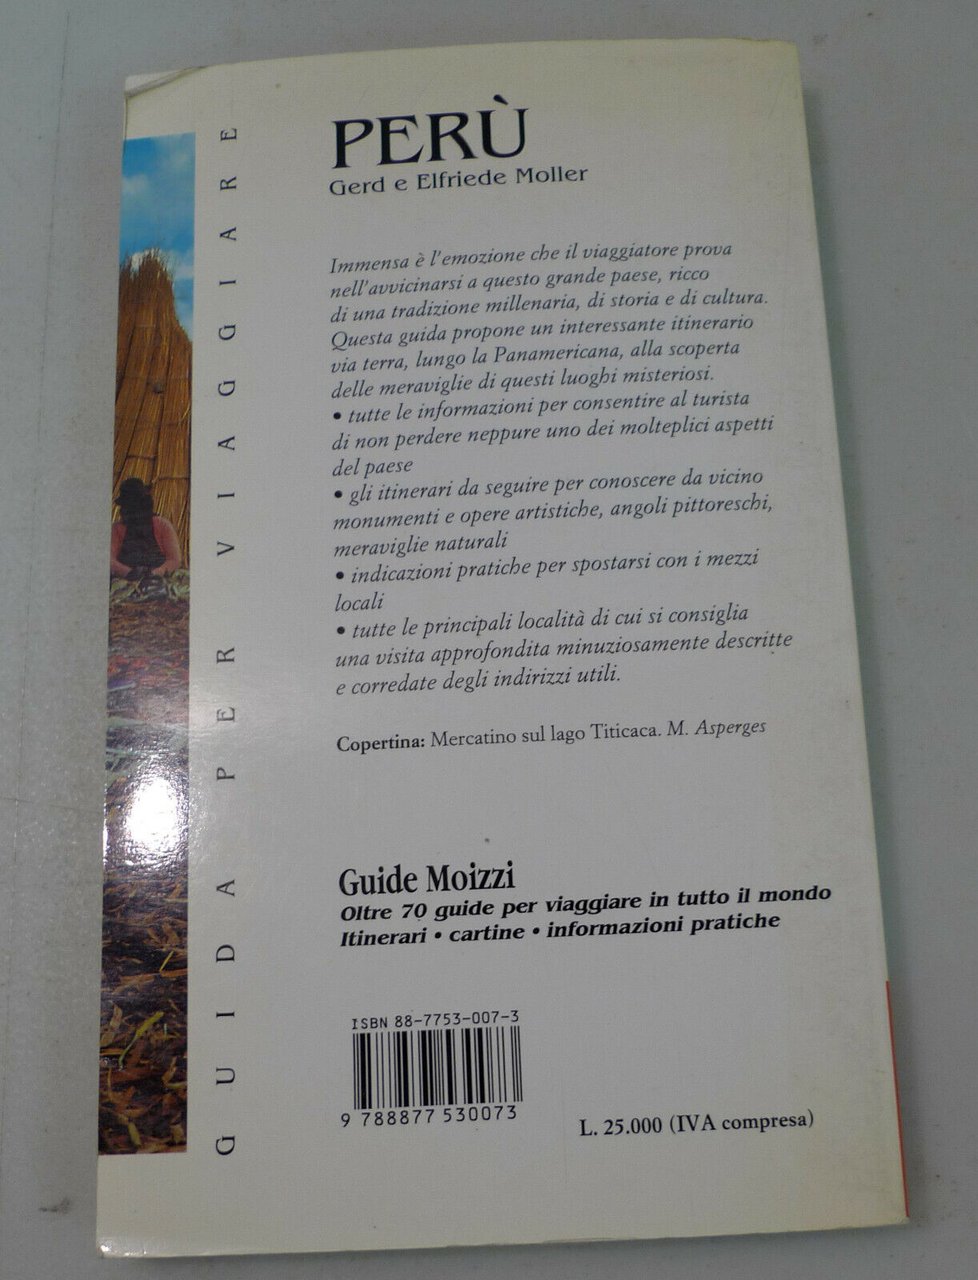 PERÙ
Gerd e Elfriede Moller
Immensa è l'emozione che il viaggiatore prova
nell'avvicinarsi a questo grande paese, ricco
di una tradizione millenaria, di storia e di cultura.
Questa guida propone un interessante itinerario
via terra, lungo la Panamericana, alla scoperta
delle meraviglie di questi luoghi misteriosi.
• tutte le informazioni per consentire al turista
di non perdere neppure uno dei molteplici aspetti
del paese
• gli itinerari da seguire per conoscere da vicino
monumenti e opere artistiche, angoli pittoreschi,
meraviglie naturali
• indicazioni pratiche per spostarsi con i mezzi
locali
• tutte le principali località di cui si consiglia
una visita approfondita minuziosamente descritte
e corredate degli indirizzi utili.
Copertina: Mercatino sul lago Titicaca. M. Asperges
Guide Moizzi
Oltre 70 guide per viaggiare in tutto il mondo
Itinerari • cartine • informazioni pratiche
ISBN 88-7753-007-3
9 788877 530073
L. 25.000 (IVA compresa)
GUIDA PER VIAGGIARE